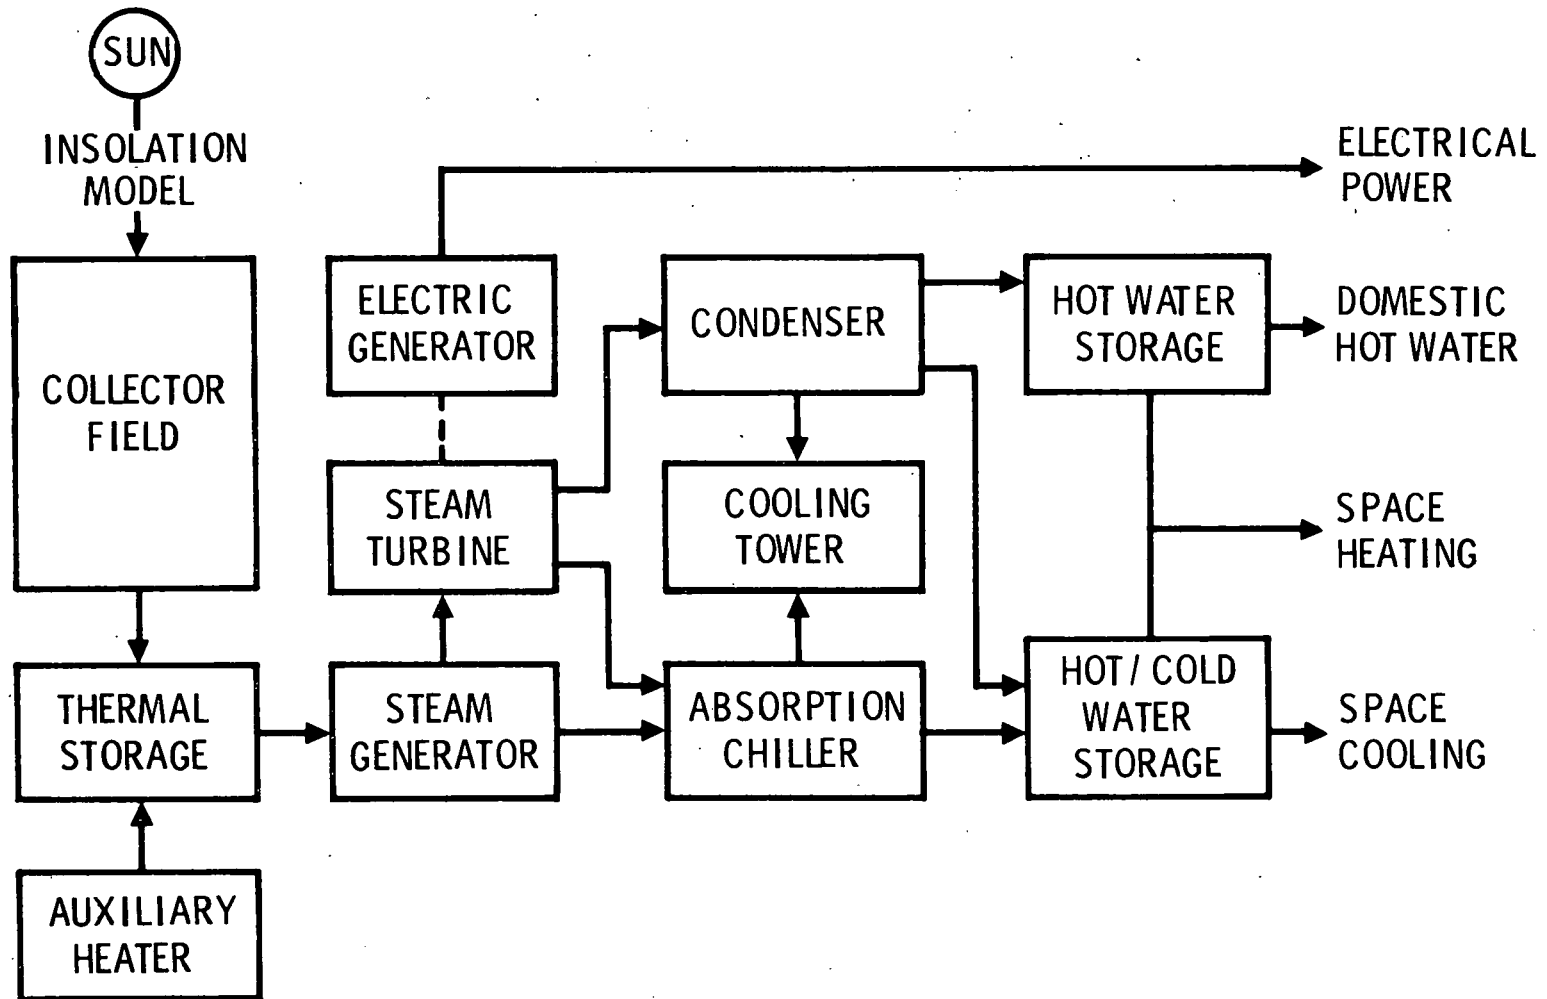 SUN
INSOLATION
MODEL
COLLECTOR
FIELD
THERMAL
STORAGE
AUXILIARY
HEATER
ELECTRIC
GENERATOR
STEAM
TURBINE
STEAM
GENERATOR
CONDENSER
COOLING
TOWER
ABSORPTION
CHILLER
HOT WATER
STORAGE
HOT / COLD
WATER
STORAGE
ELECTRICAL
POWER
DOMESTIC
HOT WATER
SPACE
HEATING
SPACE
COOLING